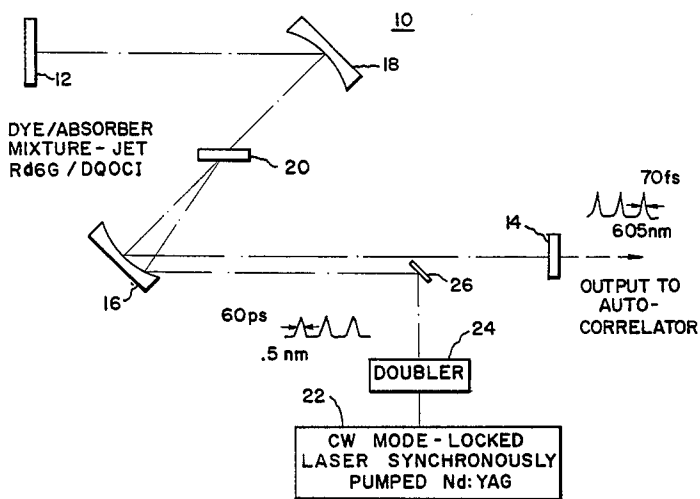 10
12
18
DYE/ABSORBER
MIXTURE - JET
Rd6G / DQOCI
20
70fs
14
605nm
16
26
OUTPUT TO
AUTO-
CORRELATOR
60ps
.5 nm
24
DOUBLER
22
CW MODE-LOCKED
LASER SYNCHRONOUSLY
PUMPED Nd:YAG